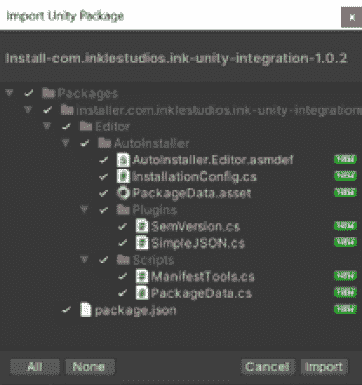 Import Unity Package
x
Install-com.inklestudios.ink-unity-integration-1.0.2
Packages
installer.com.inklestudios.ink-unity-integration
Editor
AutoInstaller
AutoInstaller.Editor.asmdef NEW
InstallationConfig.cs NEW
PackageData.asset NEW
Plugins
SemVersion.cs NEW
SimpleJSON.cs NEW
Scripts
ManifestTools.cs NEW
PackageData.cs NEW
package.json NEW
All None Cancel Import